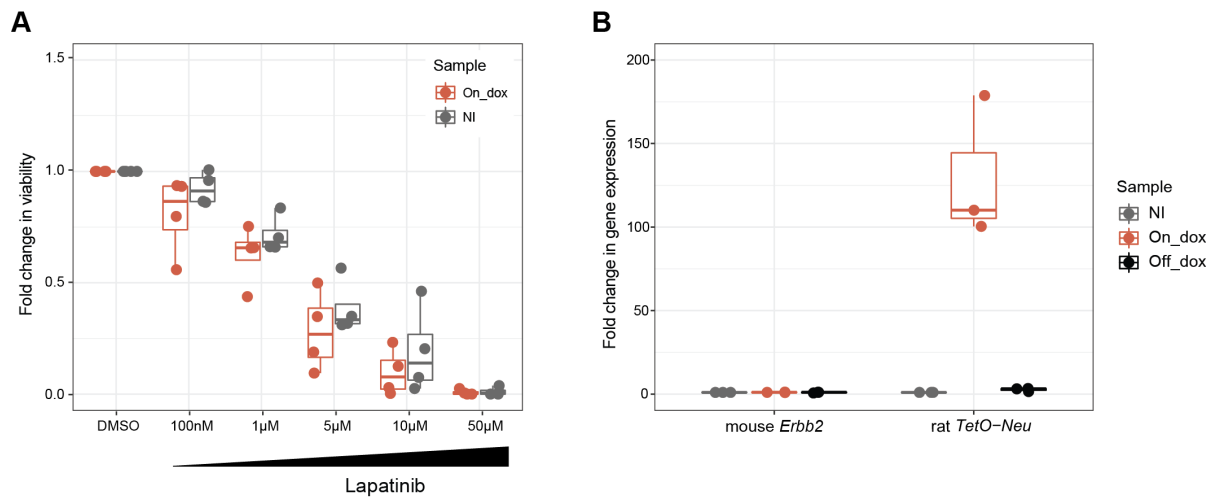 A
Fold change in viability
1.5
1.0
0.5
0.0
Sample
On_dox
NI
DMSO 100nM 1µM 5µM 10µM 50µM
Lapatinib
B
Fold change in gene expression
200
150
100
50
0
mouse Erbb2 rat TetO−Neu
Sample
NI
On_dox
Off_dox